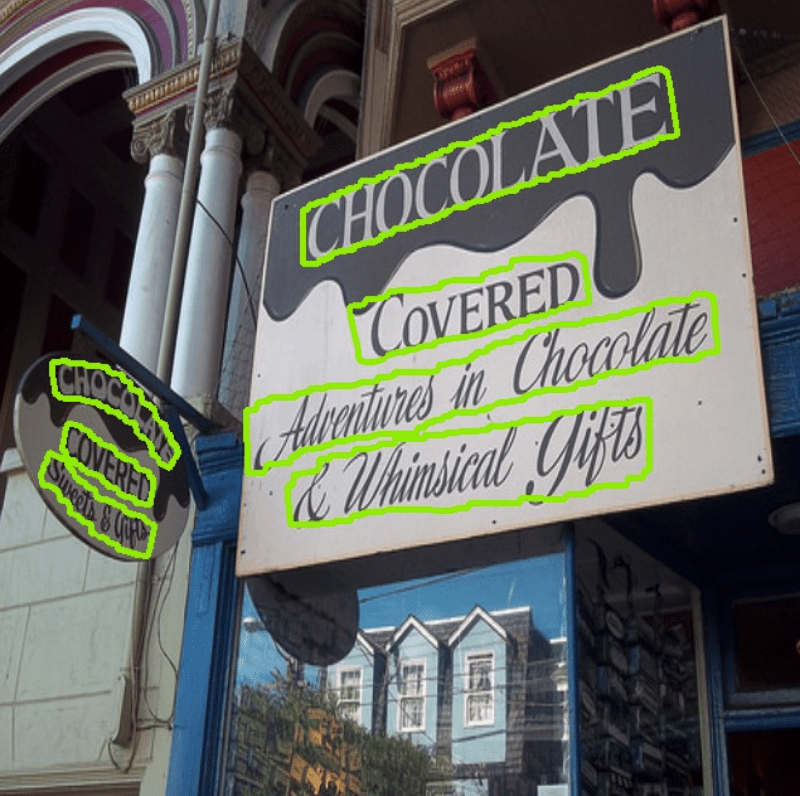 CHOCOLATE
COVERED
Adventures in Chocolate
& Whimsical Gifts
CHOCOLATE
COVERED
Sweets & Gifts